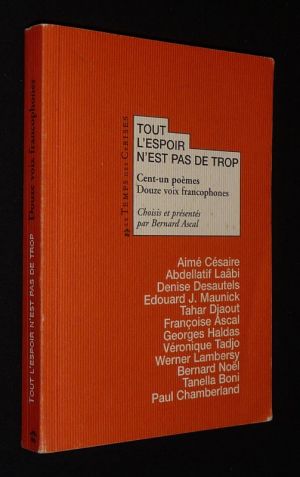 TOUT
L'ESPOIR
N'EST PAS DE TROP
Cent-un poèmes
Douze voix francophones
Choisis et présentés
par Bernard Ascal
LE TEMPS DES CERISES
Aimé Césaire
Abdellatif Laâbi
Denise Desautels
Edouard J. Maunick
Tahar Djaout
Françoise Ascal
Georges Haldas
Véronique Tadjo
Werner Lambersy
Bernard Noël
Tanella Boni
Paul Chamberland
TOUT L'ESPOIR N'EST PAS DE TROP Douze voix francophones